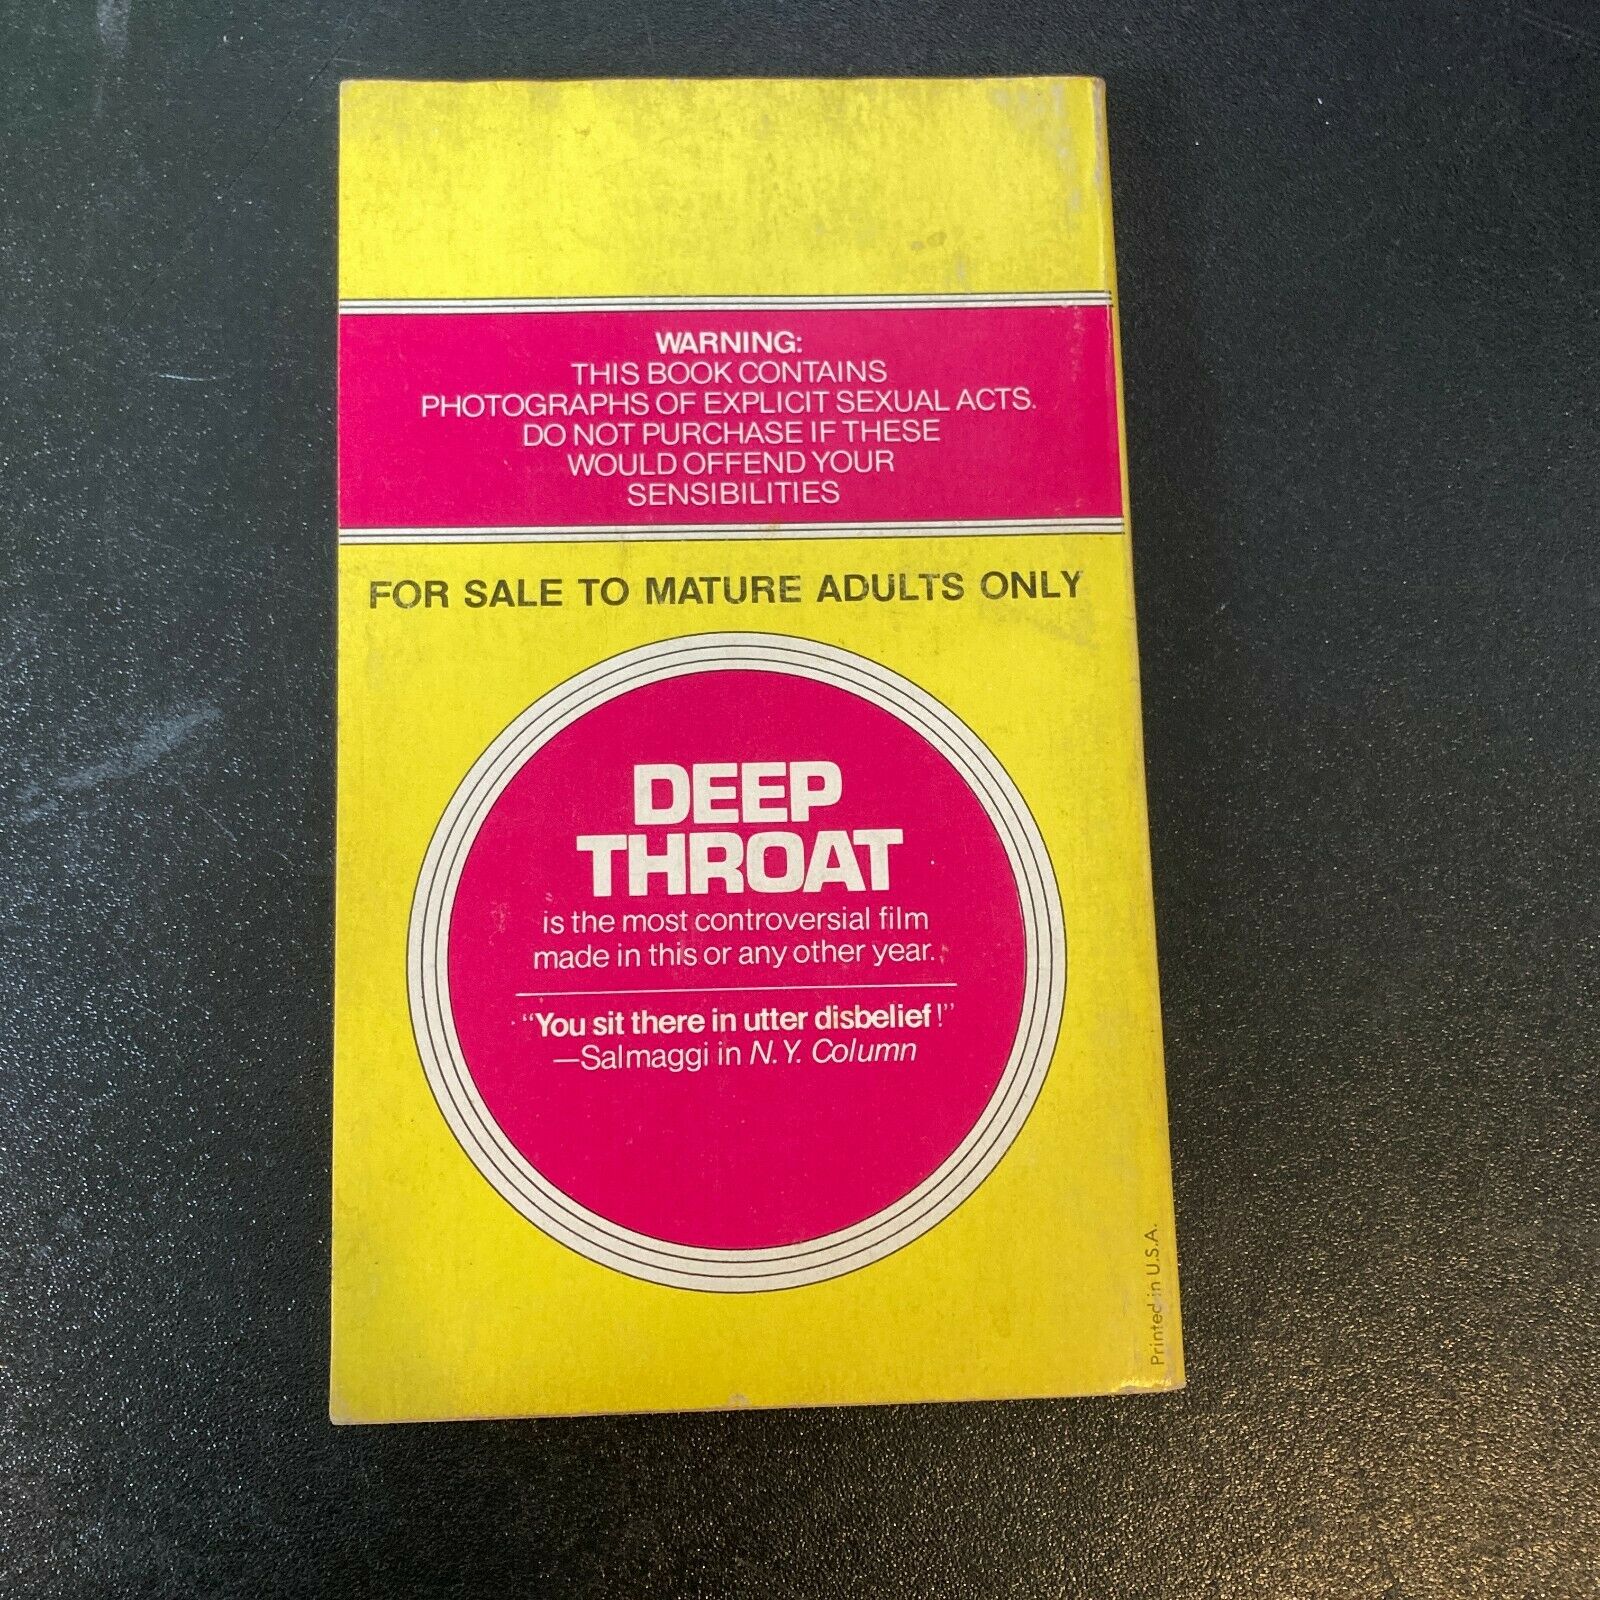 WARNING:
THIS BOOK CONTAINS
PHOTOGRAPHS OF EXPLICIT SEXUAL ACTS.
DO NOT PURCHASE IF THESE
WOULD OFFEND YOUR
SENSIBILITIES
FOR SALE TO MATURE ADULTS ONLY
DEEP
THROAT
is the most controversial film
made in this or any other year.
"You sit there in utter disbelief!"
—Salmaggi in N.Y. Column
Printed in U.S.A.